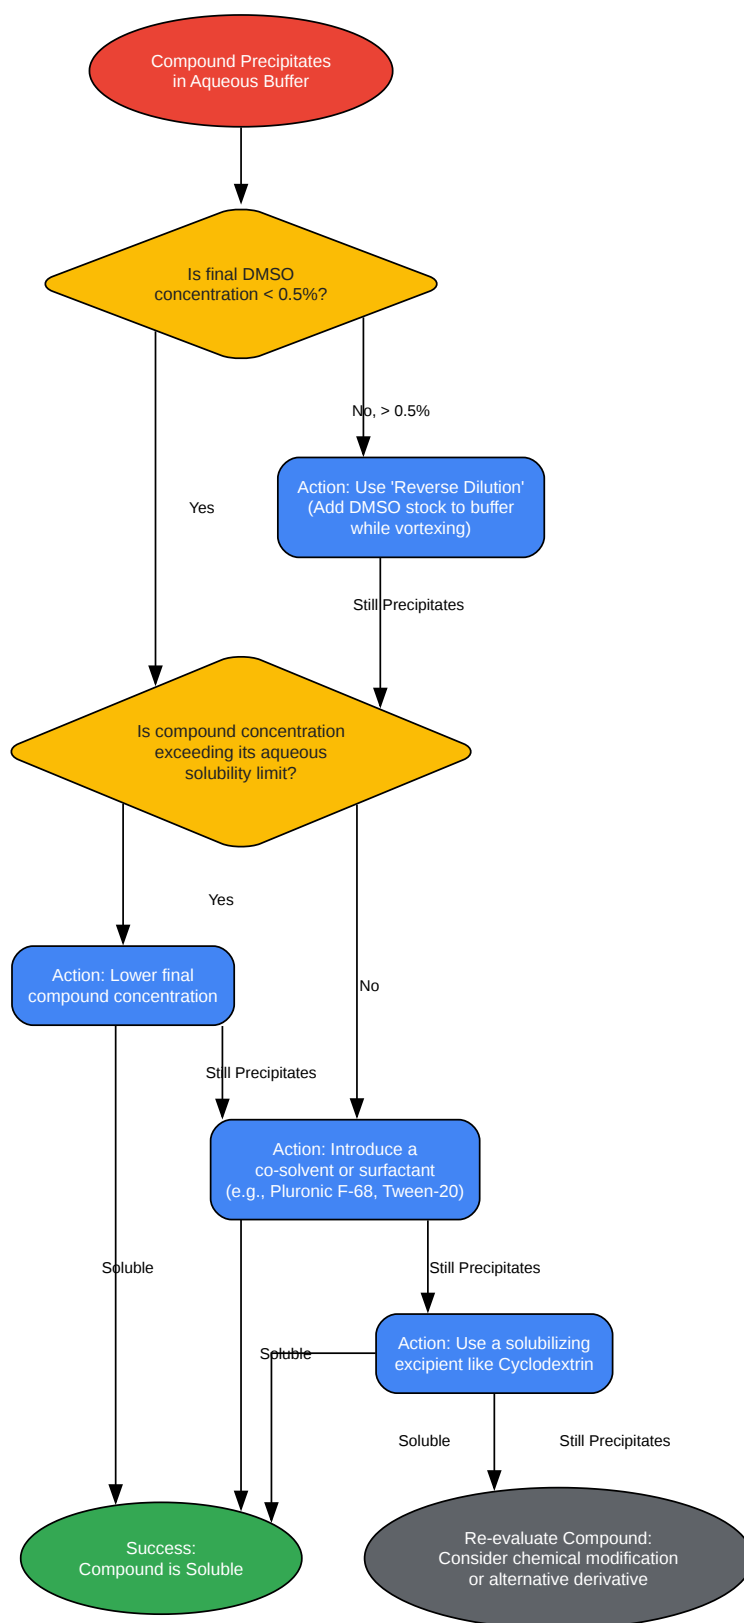 Compound Precipitates
in Aqueous Buffer
Is final DMSO
concentration < 0.5%?
No, > 0.5%
Action: Use 'Reverse Dilution'
(Add DMSO stock to buffer
while vortexing)
Yes
Still Precipitates
Is compound concentration
exceeding its aqueous
solubility limit?
Yes
Action: Lower final
compound concentration
No
Still Precipitates
Action: Introduce a
co-solvent or surfactant
(e.g., Pluronic F-68, Tween-20)
Soluble
Still Precipitates
Action: Use a solubilizing
excipient like Cyclodextrin
Soluble
Soluble
Still Precipitates
Success:
Compound is Soluble
Re-evaluate Compound:
Consider chemical modification
or alternative derivative